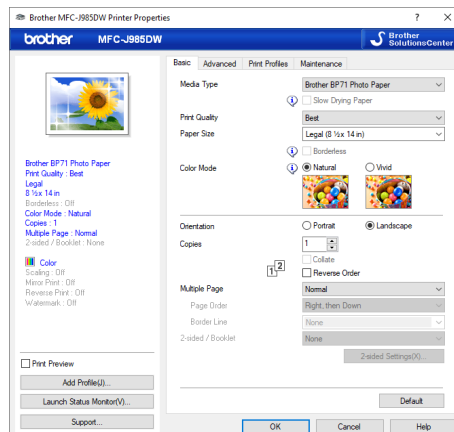 Brother MFC-J985DW Printer Properties
? X
brother MFC-J985DW
Brother
SolutionsCenter
Basic Advanced Print Profiles Maintenance
Media Type Brother BP71 Photo Paper
Slow Drying Paper
Print Quality Best
Paper Size Legal (8 ½x 14 in)
Borderless
Color Mode Natural Vivid
Brother BP71 Photo Paper
Print Quality : Best
Legal
8 ½x 14 in
Borderless : Off
Color Mode : Natural
Copies : 1
Multiple Page : Normal
2-sided / Booklet : None
Color
Scaling : Off
Mirror Print : Off
Reverse Print : Off
Watermark : Off
Orientation Portrait Landscape
Copies 1
Collate
1 2
Reverse Order
Multiple Page Normal
Page Order Right, then Down
Border Line None
2-sided / Booklet None
2-sided Settings(X)...
Print Preview
Add Profile(J)...
Launch Status Monitor(V)...
Support...
Default
OK Cancel Help